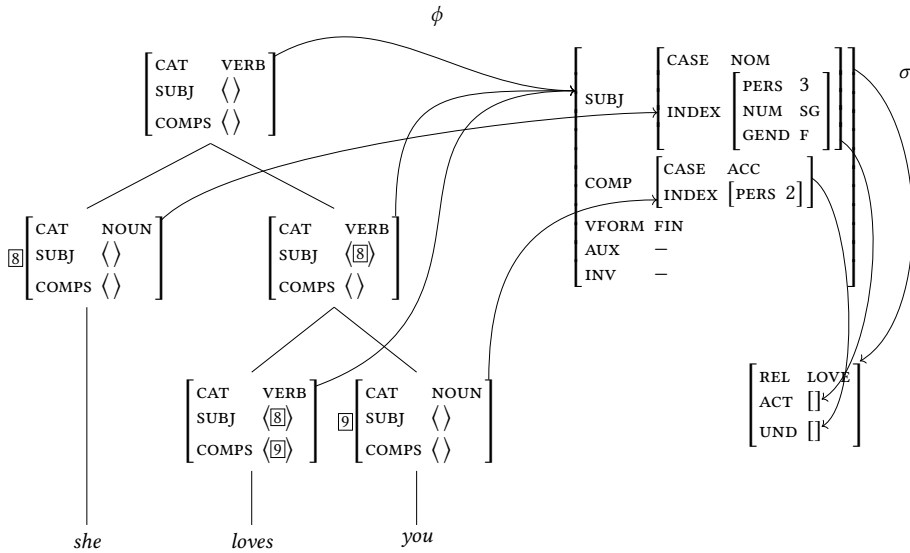 ϕ
CAT VERB
SUBJ ⟨⟩
COMPS ⟨⟩
SUBJ
CASE NOM
INDEX
PERS 3
NUM SG
GEND F
COMP
CASE ACC
INDEX [PERS 2]
VFORM FIN
AUX −
INV −
σ
8
CAT NOUN
SUBJ ⟨⟩
COMPS ⟨⟩
CAT VERB
SUBJ ⟨8⟩
COMPS ⟨⟩
CAT VERB
SUBJ ⟨8⟩
COMPS ⟨9⟩
9
CAT NOUN
SUBJ ⟨⟩
COMPS ⟨⟩
REL LOVE
ACT []
UND []
she loves you